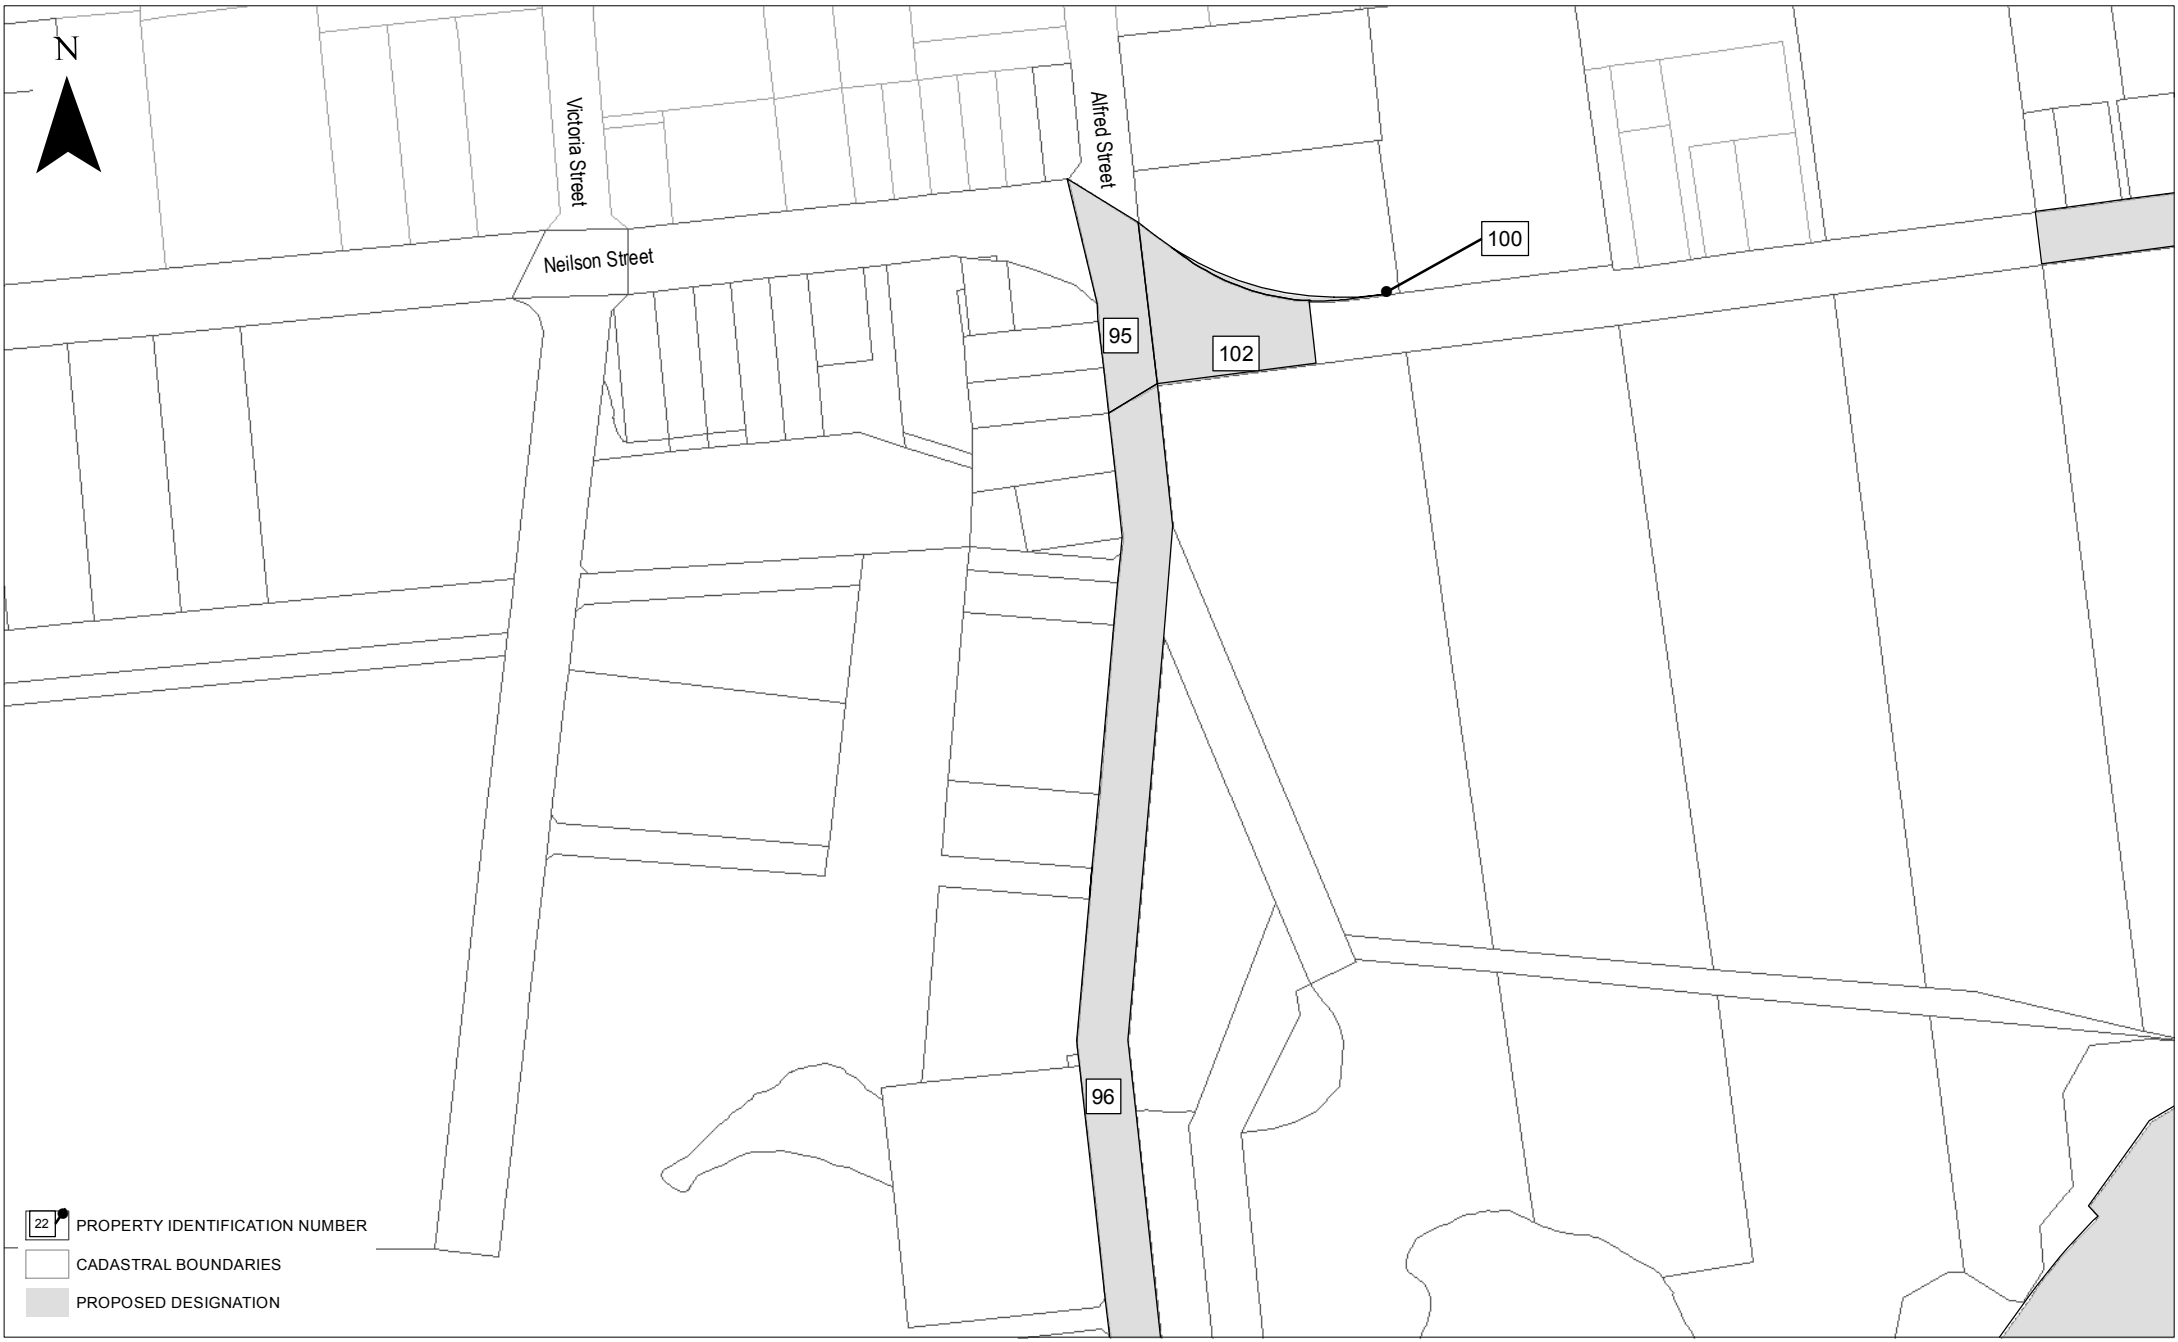 N
Victoria Street
Alfred Street
Neilson Street
100
95
102
96
22 PROPERTY IDENTIFICATION NUMBER
CADASTRAL BOUNDARIES
PROPOSED DESIGNATION